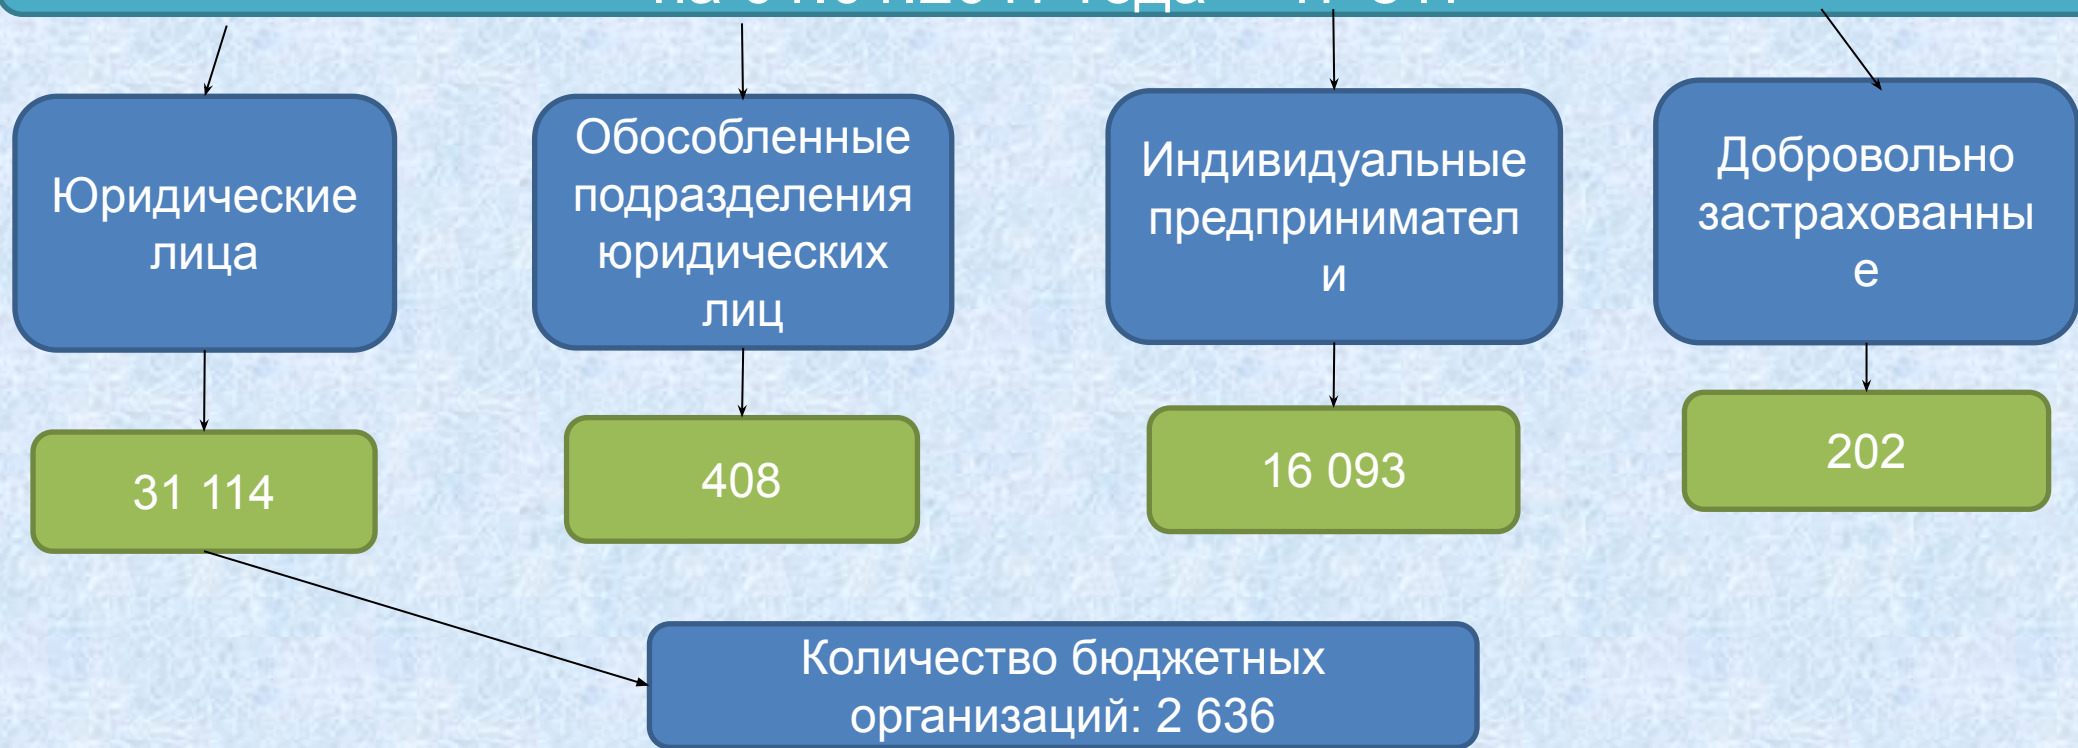 Юридические
лица
Обособленные
подразделения
юридических
лиц
Индивидуальные
предпринимател
и
Добровольно
застрахованны
е
31 114
408
16 093
202
Количество бюджетных
организаций: 2 636